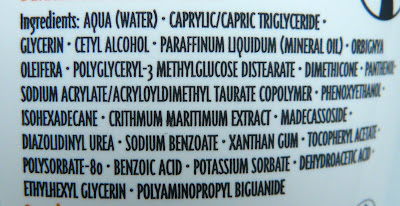 Ingredients: AQUA (WATER) · CAPRYLIC/CAPRIC TRIGLYCERIDE ·
GLYCERIN · CETYL ALCOHOL · PARAFFINUM LIQUIDUM (MINERAL OIL) · ORBIGNYA
OLEIFERA · POLYGLYCERYL-3 METHYLGLUCOSE DISTEARATE · DIMETHICONE · PANTHENOL ·
SODIUM ACRYLATE/ACRYLOYLDIMETHYL TAURATE COPOLYMER · PHENOXYETHANOL ·
ISOHEXADECANE · CRITHMUM MARITIMUM EXTRACT · MADECASSOSIDE ·
DIAZOLIDINYL UREA · SODIUM BENZOATE · XANTHAN GUM · TOCOPHERYL ACETATE ·
POLYSORBATE-80 · BENZOIC ACID · POTASSIUM SORBATE · DEHYDROACETIC ACID ·
ETHYLHEXYL GLYCERIN · POLYAMINOPROPYL BIGUANIDE